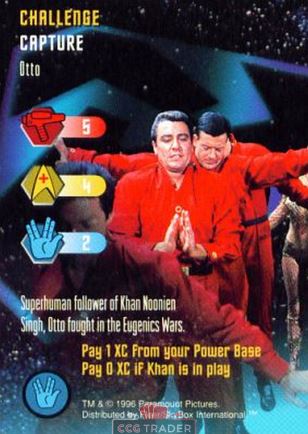 CHALLENGE
CAPTURE
Otto
5
4
2
Superhuman follower of Khan Noonien
Singh, Otto fought in the Eugenics Wars.
Pay 1 XC From your Power Base
Pay 0 XC if Khan is in play
TM & © 1996 Paramount Pictures.
Distributed by SkyBox International.™
CCG TRADER